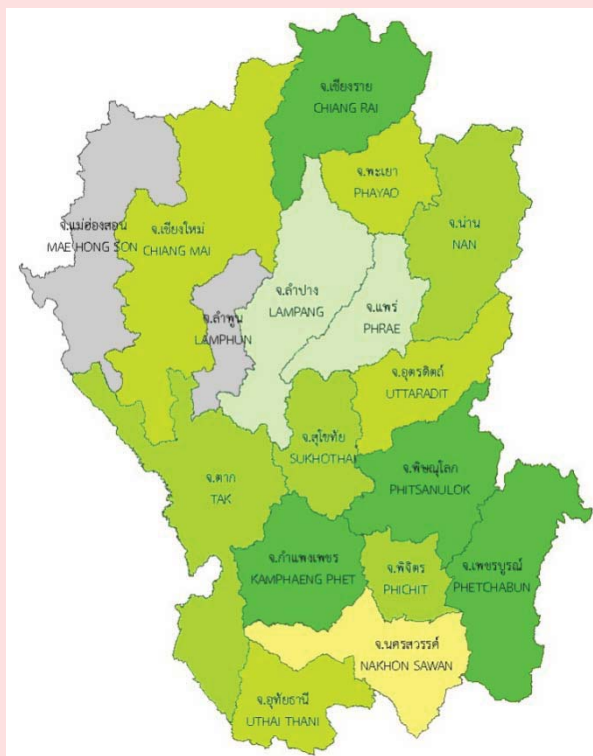 จ.เชียงราย
CHIANG RAI
จ.พะเยา
PHAYAO
จ.น่าน
NAN
จ.แม่ฮ่องสอน
MAE HONG SON
จ.เชียงใหม่
CHIANG MAI
จ.ลำปาง
LAMPANG
จ.แพร่
PHRAE
จ.ลำพูน
LAMPHUN
จ.อุตรดิตถ์
UTTARADIT
จ.สุโขทัย
SUKHOTHAI
จ.ตาก
TAK
จ.พิษณุโลก
PHITSANULOK
จ.กำแพงเพชร
KAMPHAENG PHET
จ.พิจิตร
PHICHIT
จ.เพชรบูรณ์
PHETCHABUN
จ.นครสวรรค์
NAKHON SAWAN
จ.อุทัยธานี
UTHAI THANI